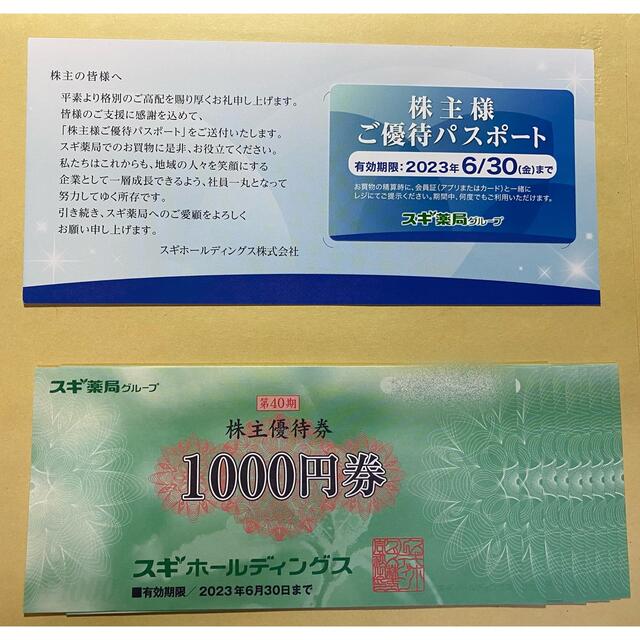 株主の皆様へ
平素より格別のご高配を賜り厚くお礼申し上げます。
皆様のご支援に感謝を込めて、
「株主様ご優待パスポート」をご送付いたします。
スギ薬局でのお買物に是非、お役立てください。
私たちはこれからも、地域の人々を笑顔にする
企業として一層成長できるよう、社員一丸となって
努力してゆく所存です。
引き続き、スギ薬局へのご愛顧をよろしく
お願い申し上げます。
スギホールディングス株式会社
株主様
ご優待パスポート
有効期限:2023年6/30(金)まで
お買物の精算時に、会員証(アプリまたはカード)と一緒に
レジにてご提示ください。期間中、何度でもご利用いただけます。
スギ薬局グループ
スギ薬局グループ
第40期
株主優待券
1000円券
スギホールディングス
■有効期限/2023年6月30日まで